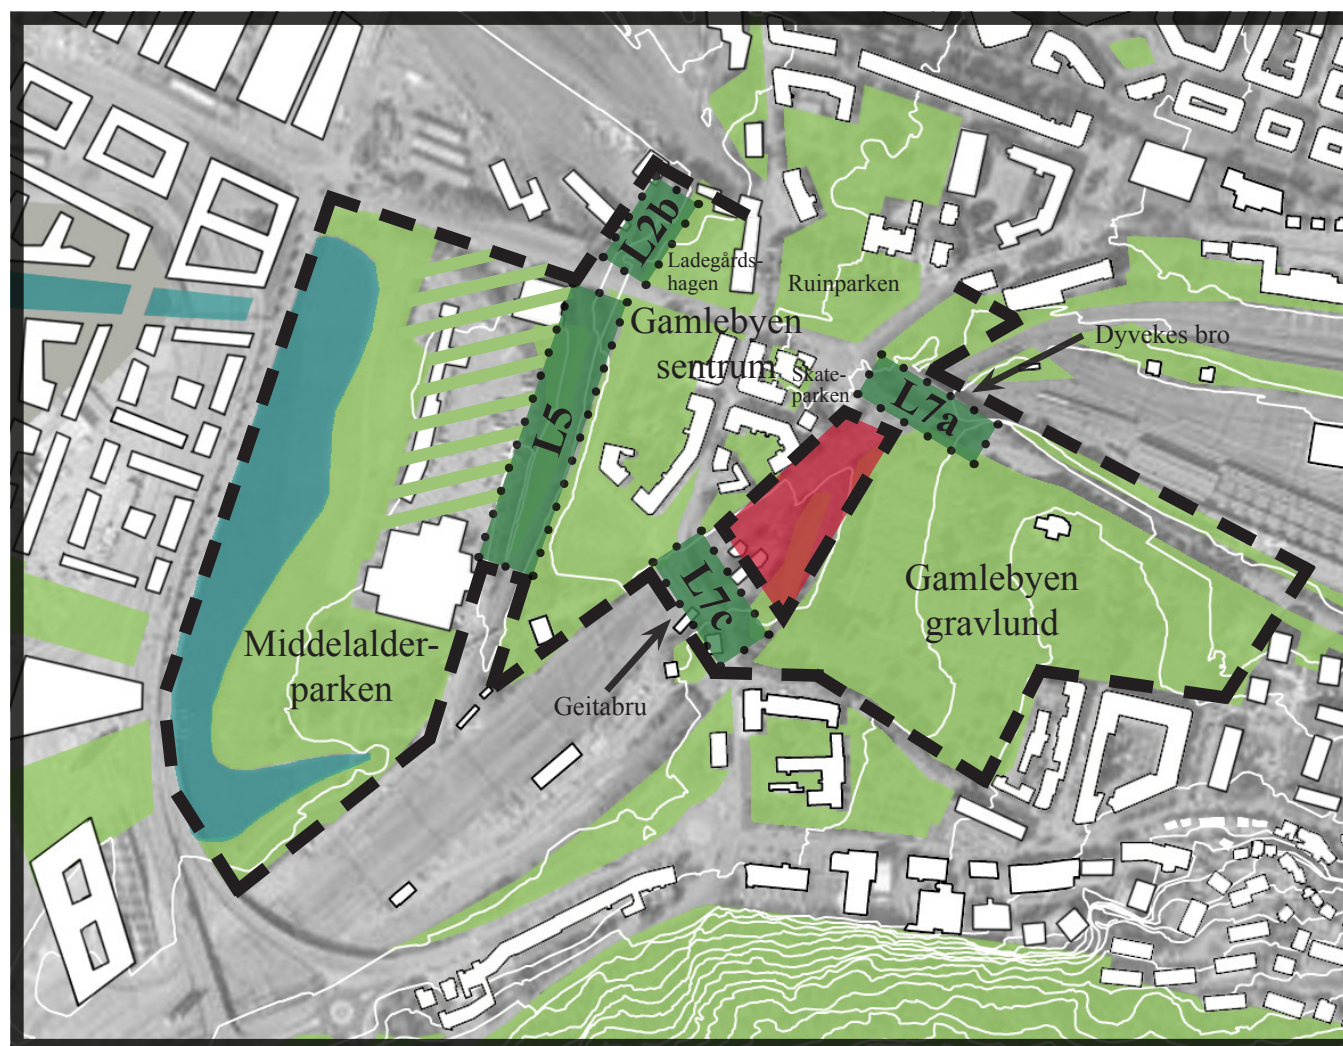 L2b
Ladegårds-
hagen
Ruinparken
Gamlebyen
sentrum
Dyvekes bro
Skate-
parken
L7a
L5
L7c
Gamlebyen
gravlund
Middelalder-
parken
Geitabru